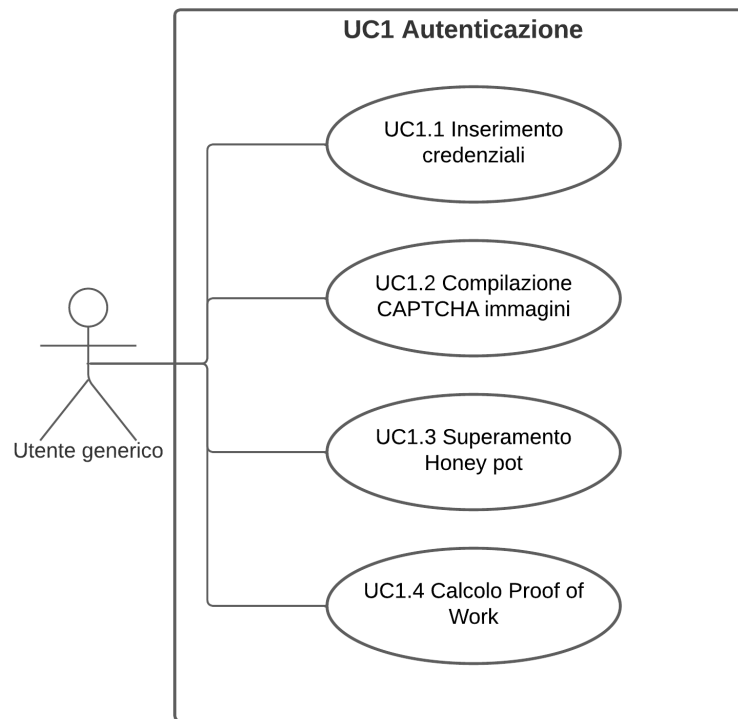 UC1 Autenticazione
UC1.1 Inserimento
credenziali
UC1.2 Compilazione
CAPTCHA immagini
Utente generico
UC1.3 Superamento
Honey pot
UC1.4 Calcolo Proof of
Work